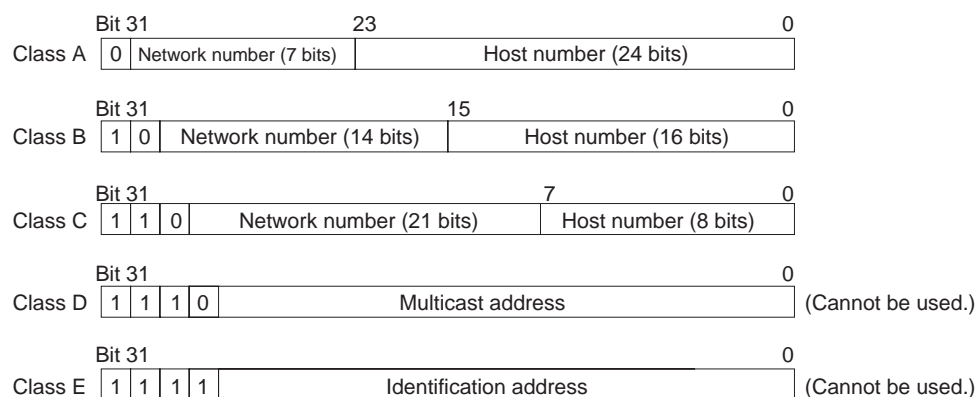 Bit 31 23 0
Class A 0 Network number (7 bits) Host number (24 bits)
Bit 31 15 0
Class B 1 0 Network number (14 bits) Host number (16 bits)
Bit 31 7 0
Class C 1 1 0 Network number (21 bits) Host number (8 bits)
Bit 31 0
Class D 1 1 1 0 Multicast address (Cannot be used.)
Bit 31 0
Class E 1 1 1 1 Identification address (Cannot be used.)